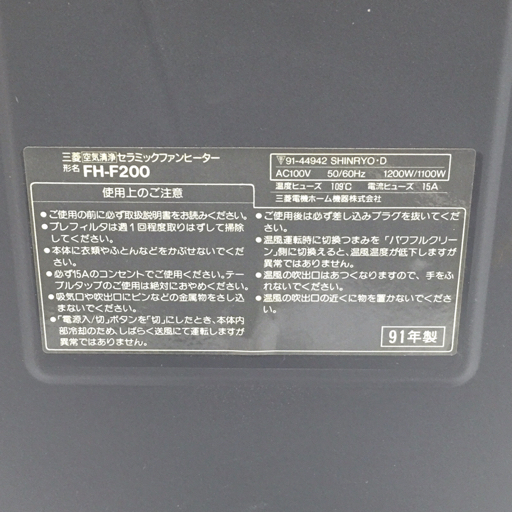 三菱空気清浄セラミックファンヒーター
形名 FH-F200
91-44942 SHINRYO・D
AC100V 50/60Hz 1200W/1100W
温度ヒューズ 109℃ 電流ヒューズ 15A
三菱電機ホーム機器株式会社
使用上のご注意
●ご使用の前に必ず取扱説明書をお読みください。
●プレフィルターは週1回程度取りはずして掃除
してください。
●本体に衣類やふとんなどをかぶせないでくだ
さい。
●必ず15Aのコンセントでご使用ください。テー
ブルタップのご使用は絶対におやめください。
●吸気口や吹出口にピンなどの金属物をさし込
まないでください。
●「電源入/切」ボタンを「切」にしたとき、本体内
部冷却のため、しばらく送風にて運転しますが
異常ではありません。
●ご使用後は必ず差し込みプラグを抜いてくだ
さい。
●温風運転時に切換つまみを「パワフルクリー
ン」側に切換えると、温風温度が低下しますが
異常ではありません。
●温風の吹出口はあつくなりますので、手をふ
れないでください。
●温風の吹出口の近くに物を置かないでくださ
い。
91年製